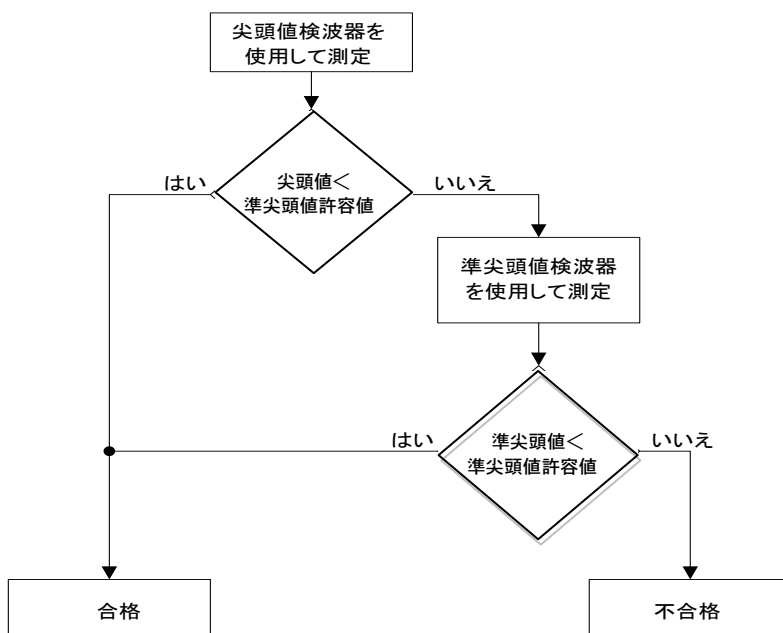 尖頭値検波器を
使用して測定
はい
尖頭値＜
準尖頭値許容値
いいえ
準尖頭値検波器
を使用して測定
はい
準尖頭値＜
準尖頭値許容値
いいえ
合格
不合格